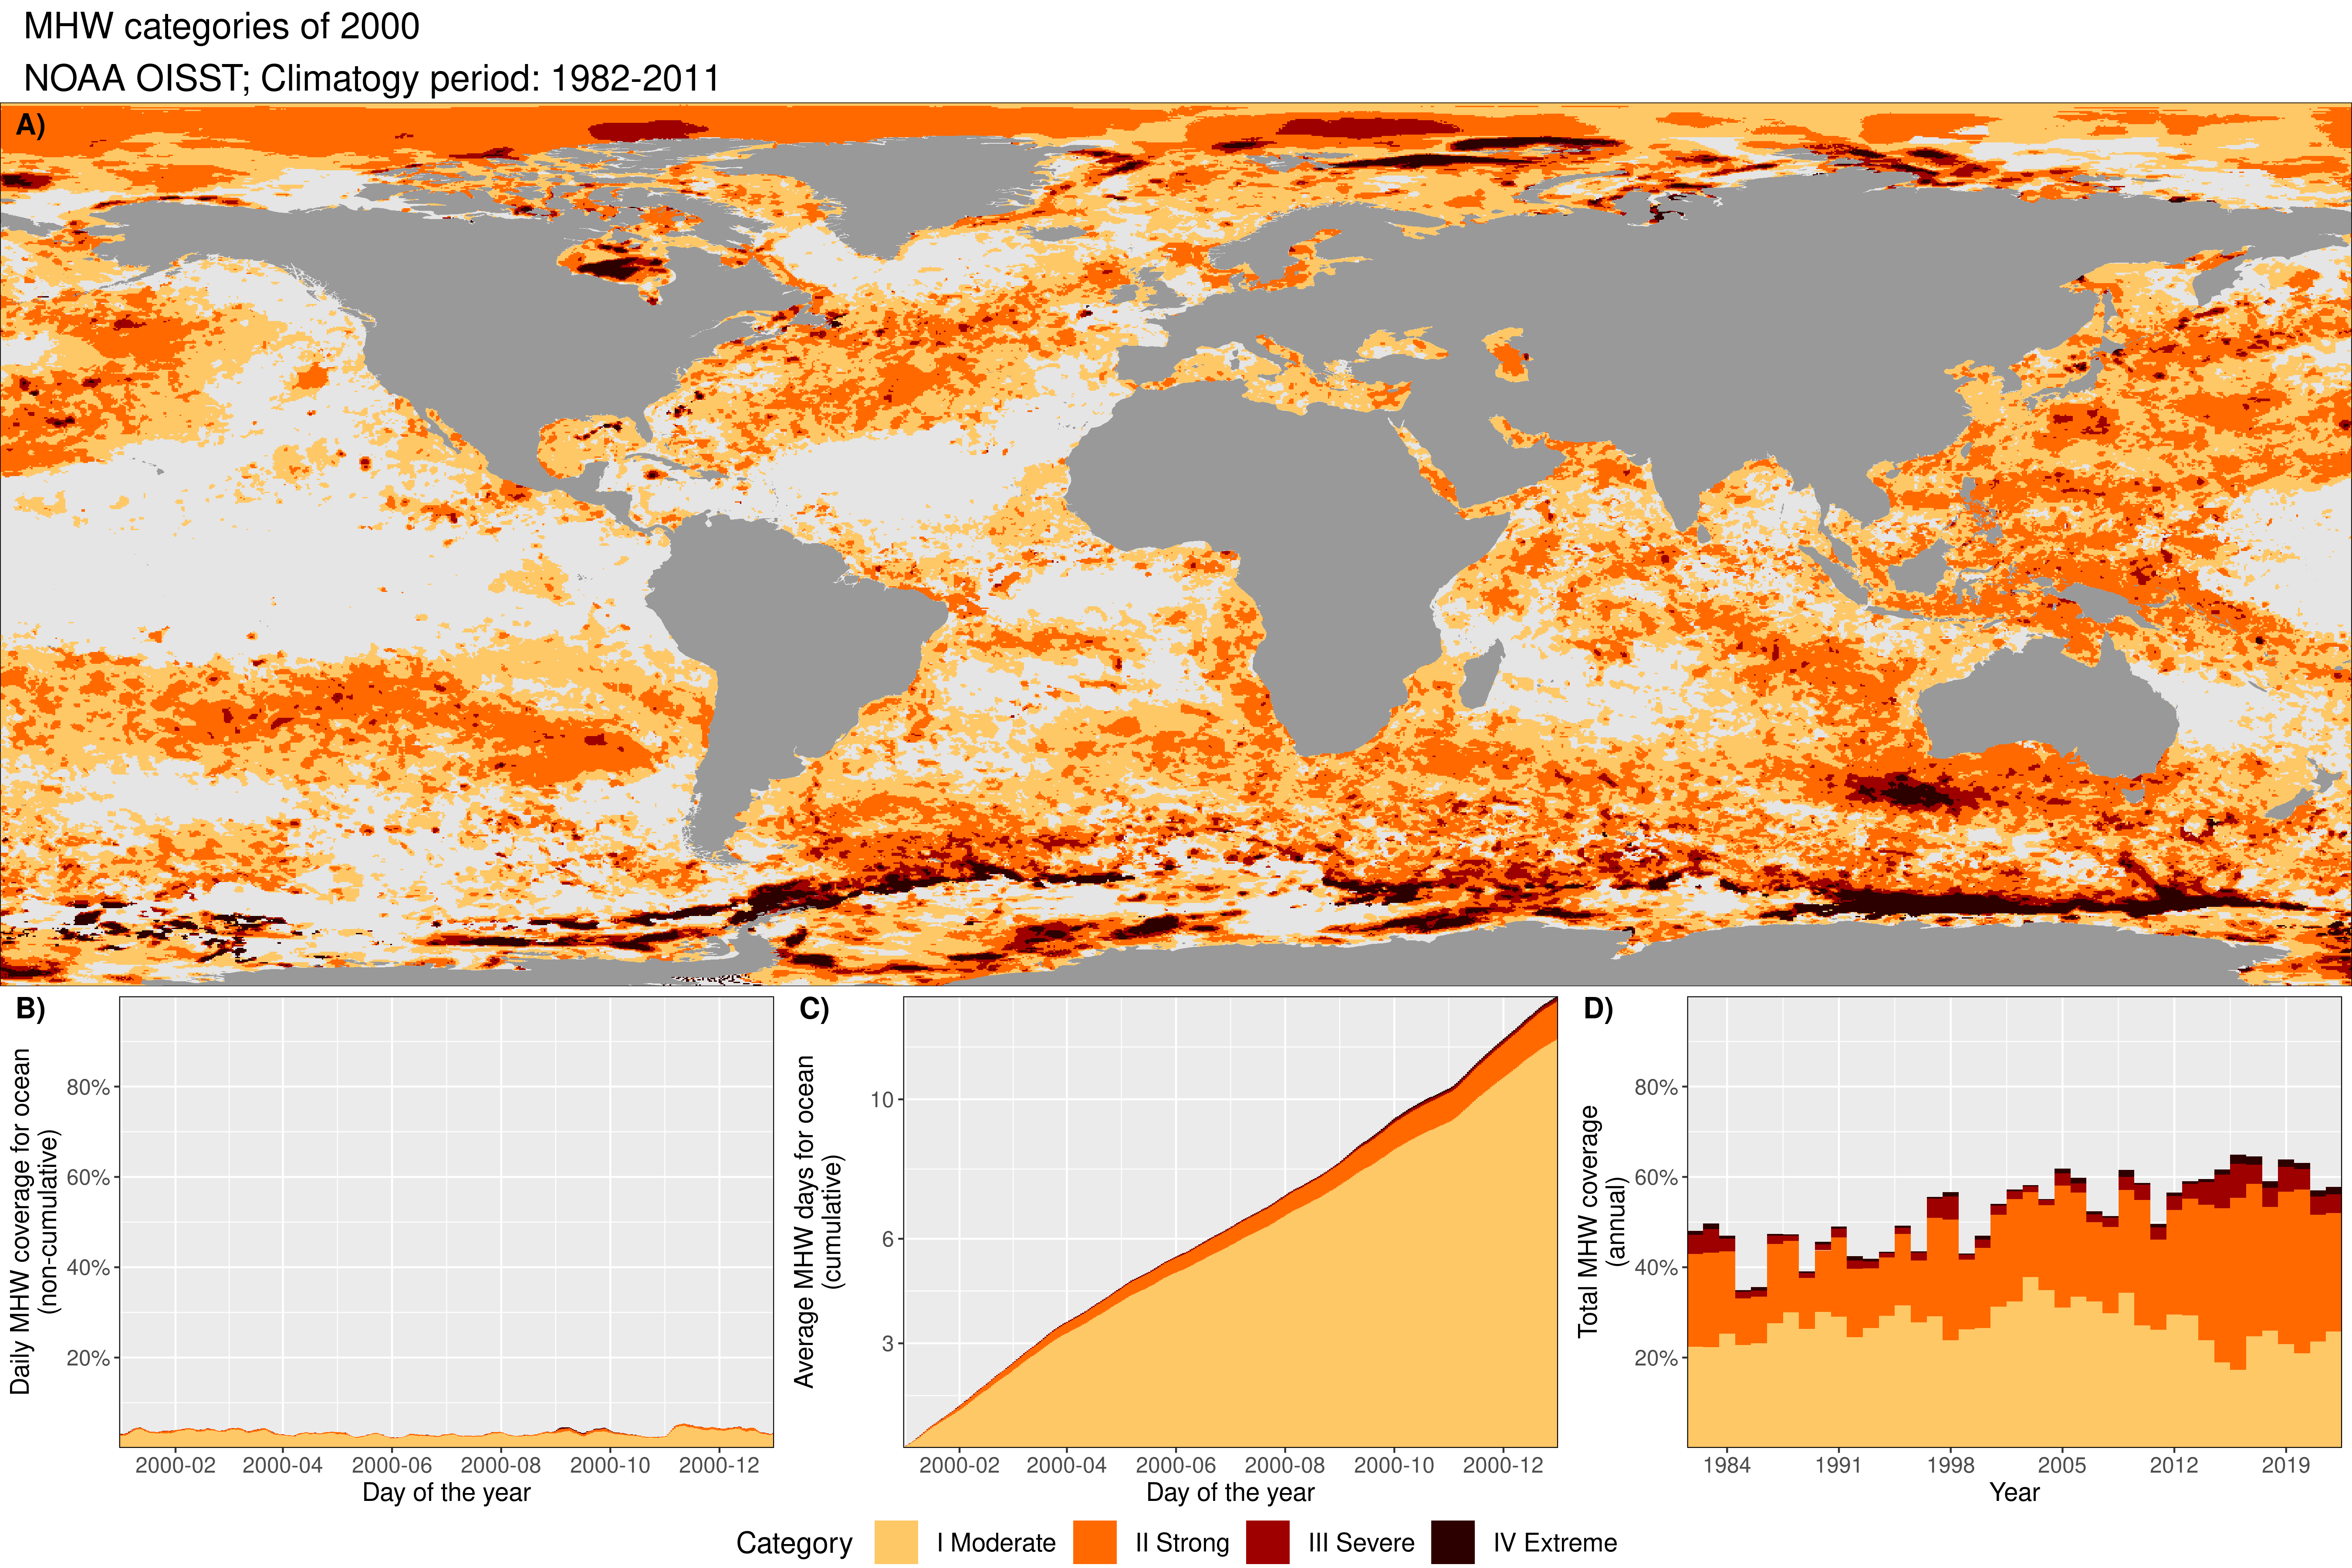 MHW categories of 2000
NOAA OISST; Climatogy period: 1982-2011
A)
B)
Daily MHW coverage for ocean
(non-cumulative)
80%
60%
40%
20%
2000-02 2000-04 2000-06 2000-08 2000-10 2000-12
Day of the year
C)
Average MHW days for ocean
(cumulative)
10
6
3
2000-02 2000-04 2000-06 2000-08 2000-10 2000-12
Day of the year
D)
Total MHW coverage
(annual)
80%
60%
40%
20%
1984 1991 1998 2005 2012 2019
Year
Category I Moderate II Strong III Severe IV Extreme